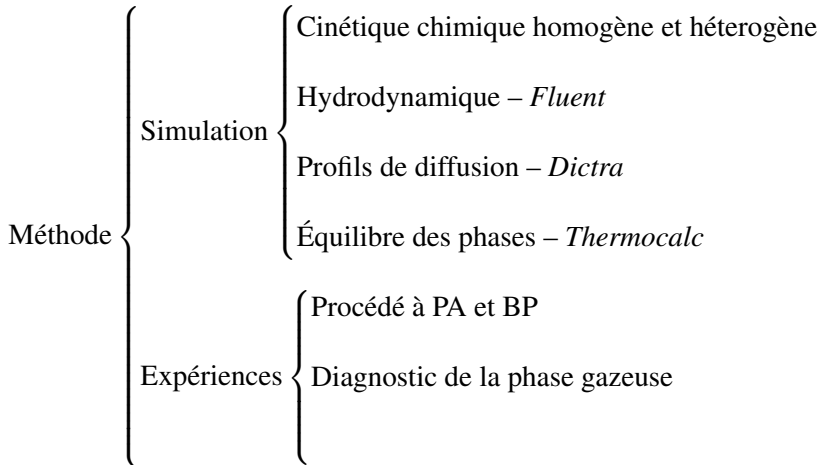 Cinétique chimique homogène et hétérogène
Hydrodynamique – Fluent
Simulation
Profils de diffusion – Dictra
Méthode
Équilibre des phases – Thermocalc
Procédé à PA et BP
Expériences
Diagnostic de la phase gazeuse